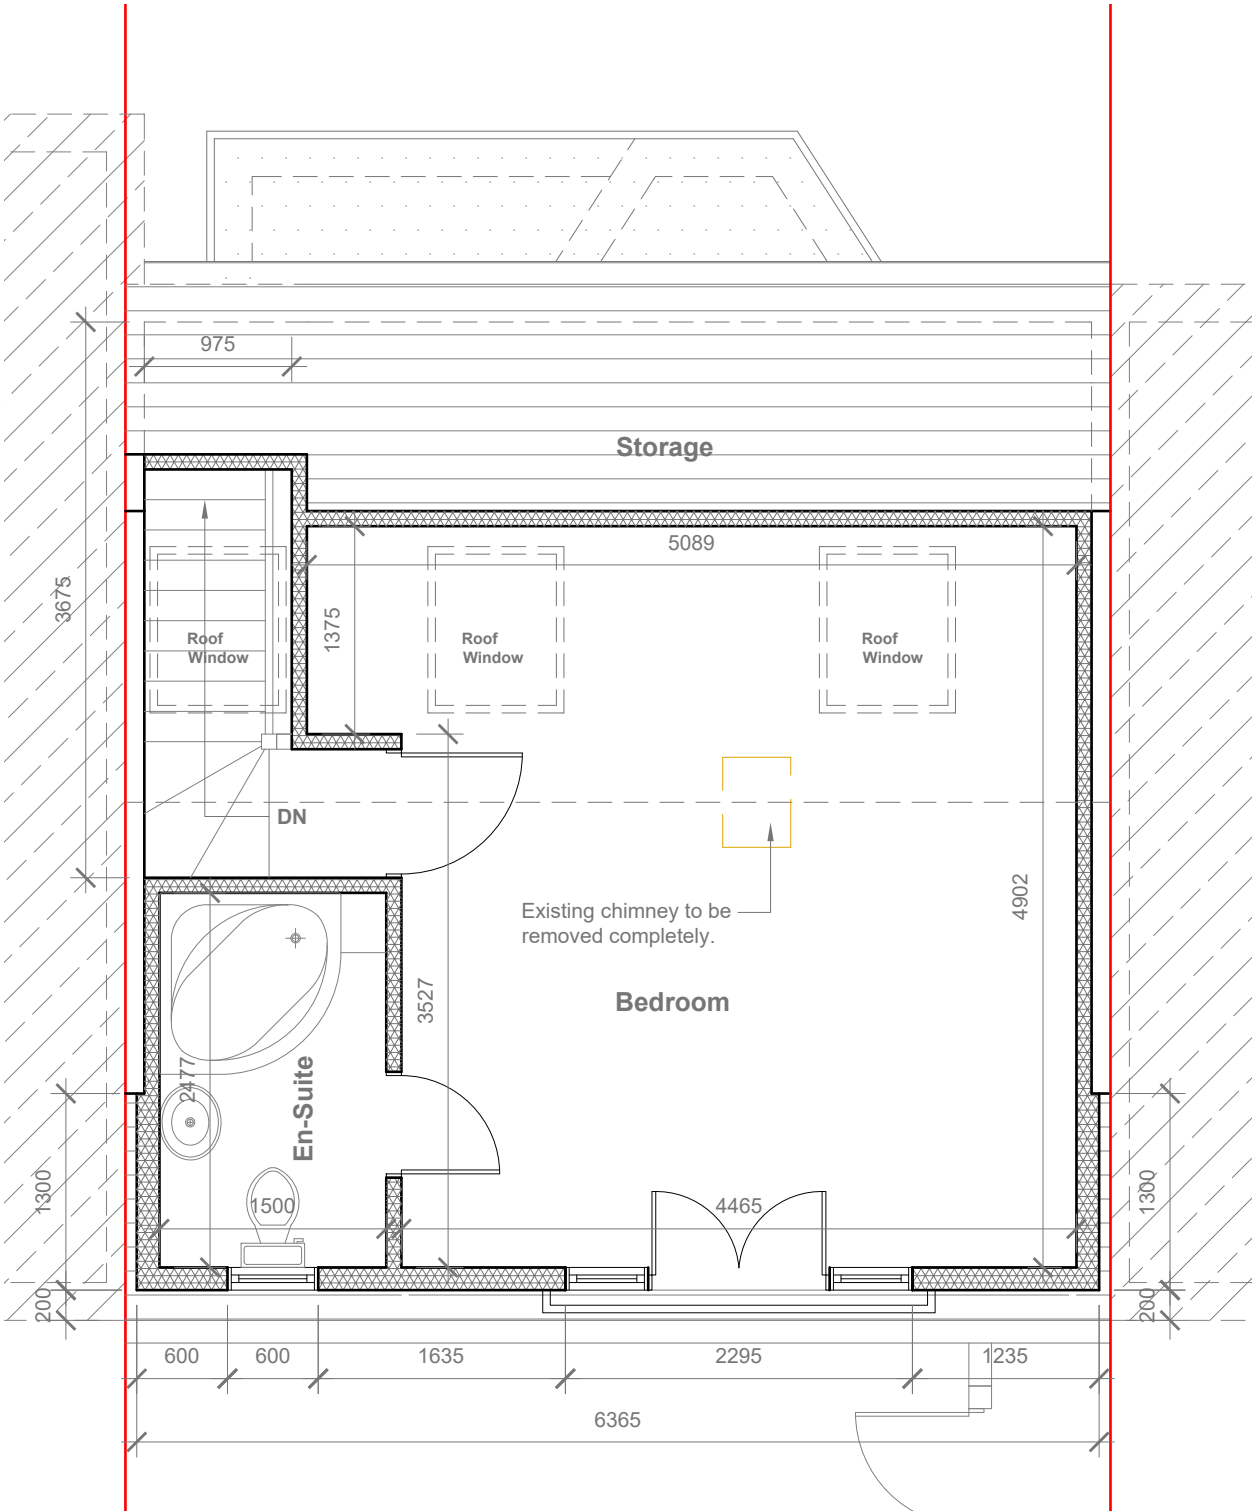 975
Storage
5089
3675
1375
Roof
Window
Roof
Window
Roof
Window
DN
4902
Existing chimney to be
removed completely.
3527
Bedroom
2477
En-Suite
1300
1500
4465
1300
200
200
600
600
1635
2295
1235
6365